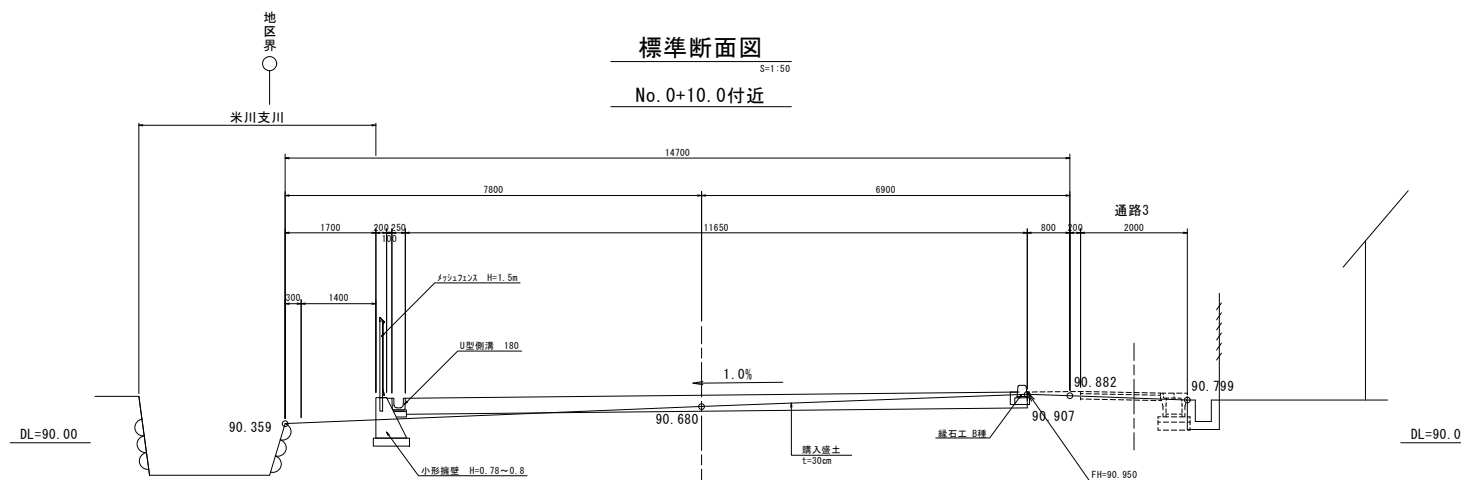 地区界
標準断面図
S=1:50
No.0+10.0付近
米川支川
14700
7800
6900
通路3
1700
200
250
100
11650
800
200
2000
メッシュフェンス H=1.5m
300
1400
U型側溝 180
1.0%
90.882
90.799
90.359
90.680
90.907
DL=90.00
DL=90.0
縁石工 B種
購入盛土
t=30cm
小形擁壁 H=0.78~0.8
FH=90.950